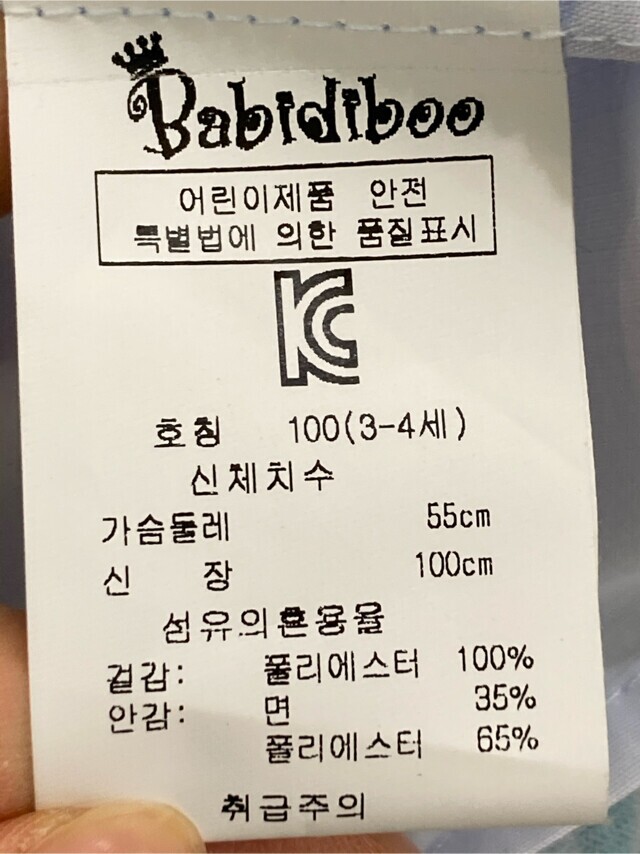 Babidiboo
어린이제품 안전
특별법에 의한 품질표시
KC
호칭 100(3-4세)
신체치수
가슴둘레 55cm
신 장 100cm
섬유의혼용율
겉감: 폴리에스터 100%
안감: 면 35%
폴리에스터 65%
취급주의